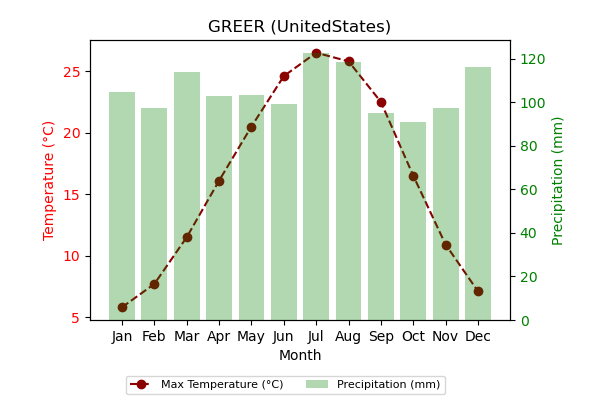 GREER (UnitedStates)
Temperature (°C)
25
20
15
10
5
120
100
80
60
40
20
0
Precipitation (mm)
Jan Feb Mar Apr May Jun Jul Aug Sep Oct Nov Dec
Month
Max Temperature (°C) Precipitation (mm)